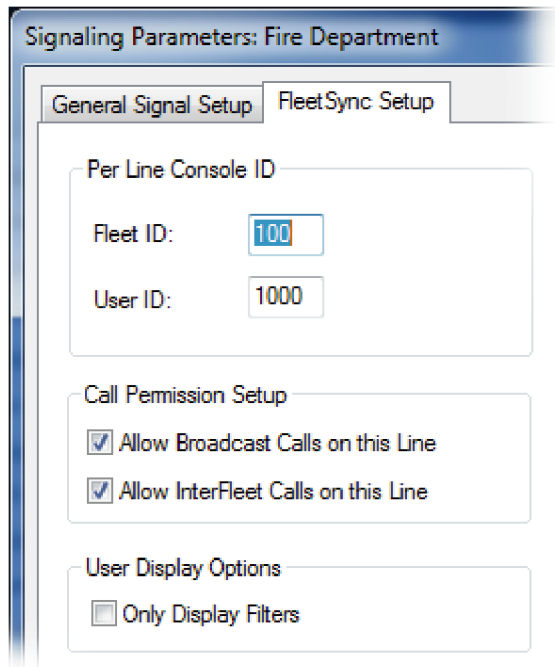 Signaling Parameters: Fire Department
General Signal Setup
FleetSync Setup
Per Line Console ID
Fleet ID:
100
User ID:
1000
Call Permission Setup
Allow Broadcast Calls on this Line
Allow InterFleet Calls on this Line
User Display Options
Only Display Filters